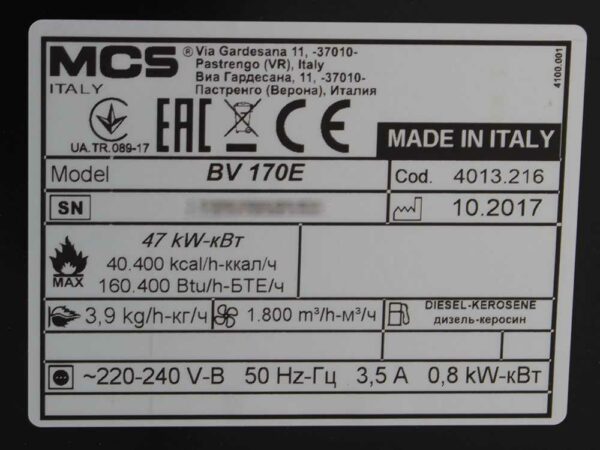 MCS ® Via Gardesana 11, -37010-
Pastrengo (VR), Italy
ITALY Виа Гардесана, 11, -37010-
Пастренго (Верона), Италия
4100.001
UA.TR.089-17 EAC CE MADE IN ITALY
Model BV 170E Cod. 4013.216
SN 10.2017
47 kW-кВт
40.400 kcal/h-ккал/ч
MAX 160.400 Btu/h-БТЕ/ч
3,9 kg/h-кг/ч 1.800 m³/h-м³/ч DIESEL-KEROSENE
дизель-керосин
~220-240 V-В 50 Hz-Гц 3,5 A 0,8 kW-кВт